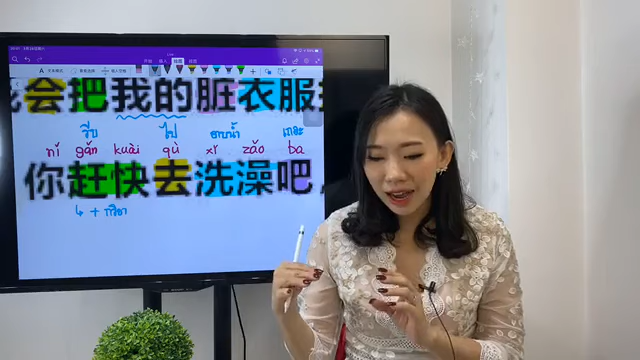 会把我的脏衣服
รีบ ไป อาบน้ำ เถอะ
nǐ gǎn kuài qù xǐ zǎo ba
你赶快去洗澡吧
↳ + กริยา